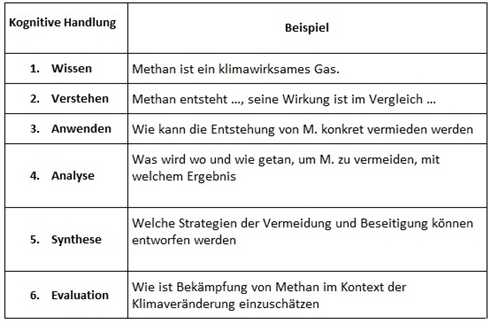 Kognitive Handlung
Beispiel
1. Wissen
Methan ist ein klimawirksames Gas.
2. Verstehen
Methan entsteht …, seine Wirkung ist im Vergleich …
3. Anwenden
Wie kann die Entstehung von M. konkret vermieden werden
4. Analyse
Was wird wo und wie getan, um M. zu vermeiden, mit
welchem Ergebnis
5. Synthese
Welche Strategien der Vermeidung und Beseitigung können
entworfen werden
6. Evaluation
Wie ist Bekämpfung von Methan im Kontext der
Klimaveränderung einzuschätzen